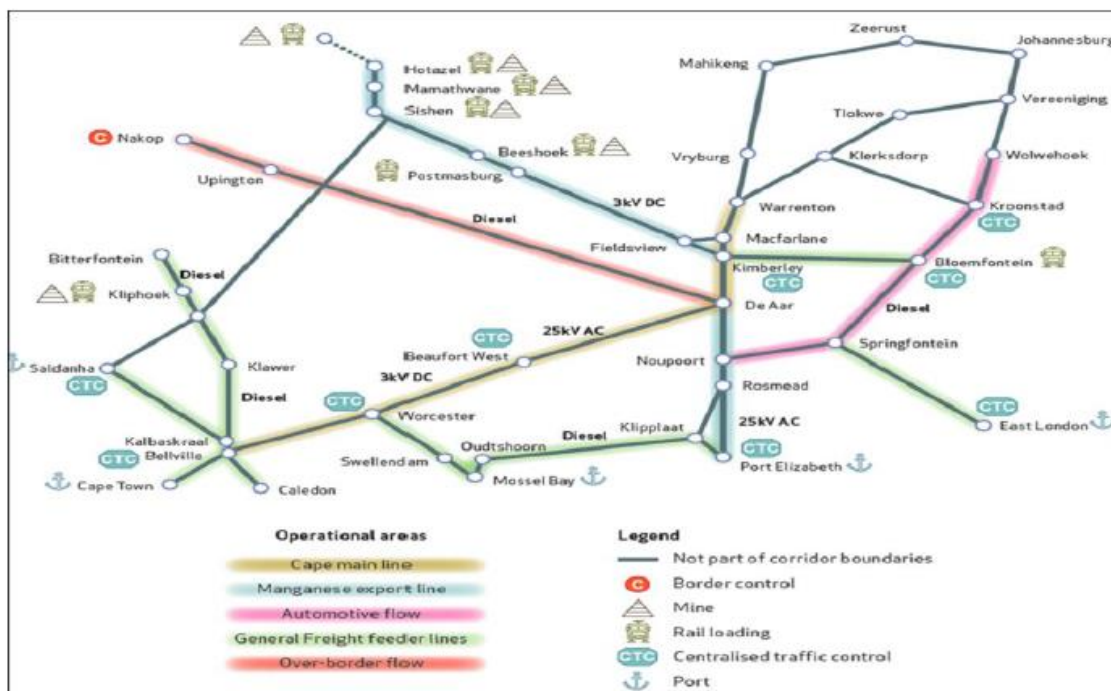 Zeerust
Johannesburg
Mahikeng
Hotazel
Mamathwane
Sishen
Vereeniging
Tlokwe
C Nakop
Beeshoek
Vryburg
Klerksdorp
Wolwehoek
Upington
Postmasburg
3kV DC
Warrenton
Kroonstad
CTC
Diesel
Fieldsview
Macfarlane
Bitterfontein
Diesel
Kimberley
CTC
Bloemfontein
CTC
Kliphoek
De Aar
Diesel
25kV AC
CTC
Beaufort West
Noupoort
Springfontein
Saldanha
CTC
Klawer
3kV DC
Rosmead
CTC
Diesel
Worcester
Klipplaat
25kV AC
CTC
East London
Kalbaskraal
CTC
Bellville
Oudtshoorn
Diesel
Swellendam
CTC
Port Elizabeth
Cape Town
Caledon
Mossel Bay
Operational areas
Cape main line
Manganese export line
Automotive flow
General Freight feeder lines
Over-border flow
Legend
Not part of corridor boundaries
C Border control
Mine
Rail loading
CTC Centralised traffic control
Port